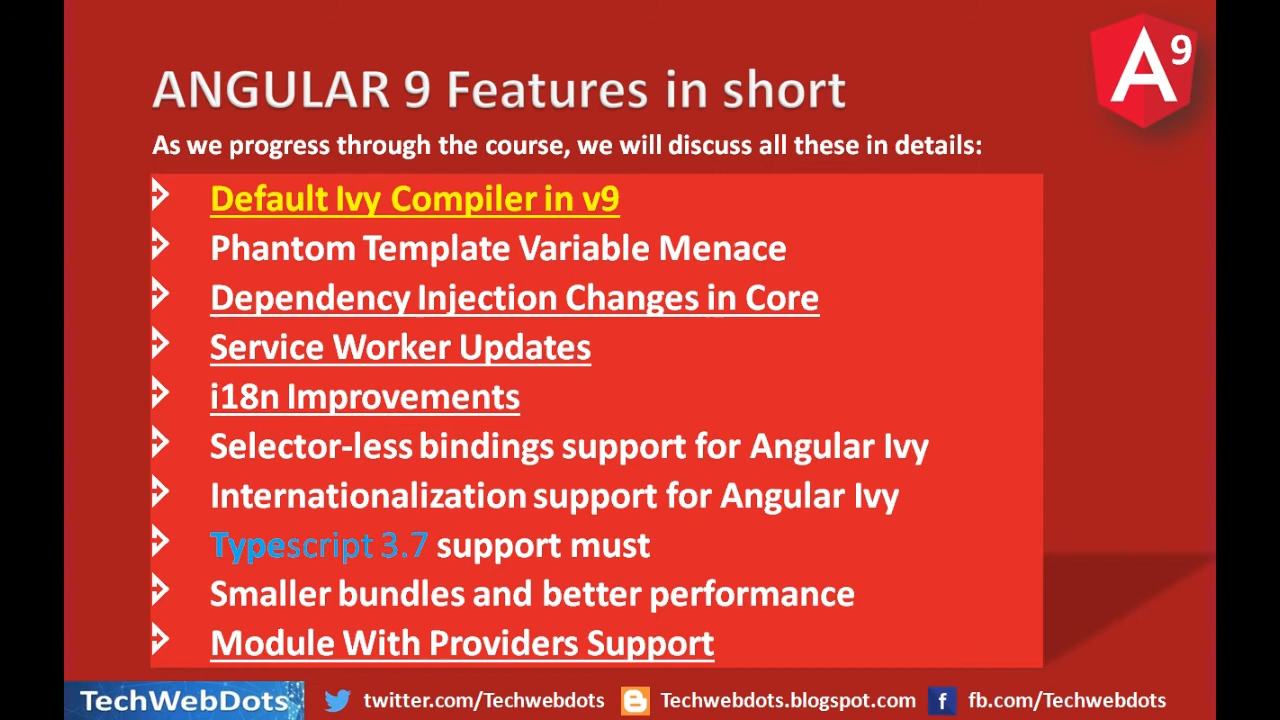 A9
ANGULAR 9 Features in short
As we progress through the course, we will discuss all these in details:
Default Ivy Compiler in v9
Phantom Template Variable Menace
Dependency Injection Changes in Core
Service Worker Updates
i18n Improvements
Selector-less bindings support for Angular Ivy
Internationalization support for Angular Ivy
Typescript 3.7 support must
Smaller bundles and better performance
Module With Providers Support
TechWebDots twitter.com/Techwebdots Techwebdots.blogspot.com f fb.com/Techwebdots